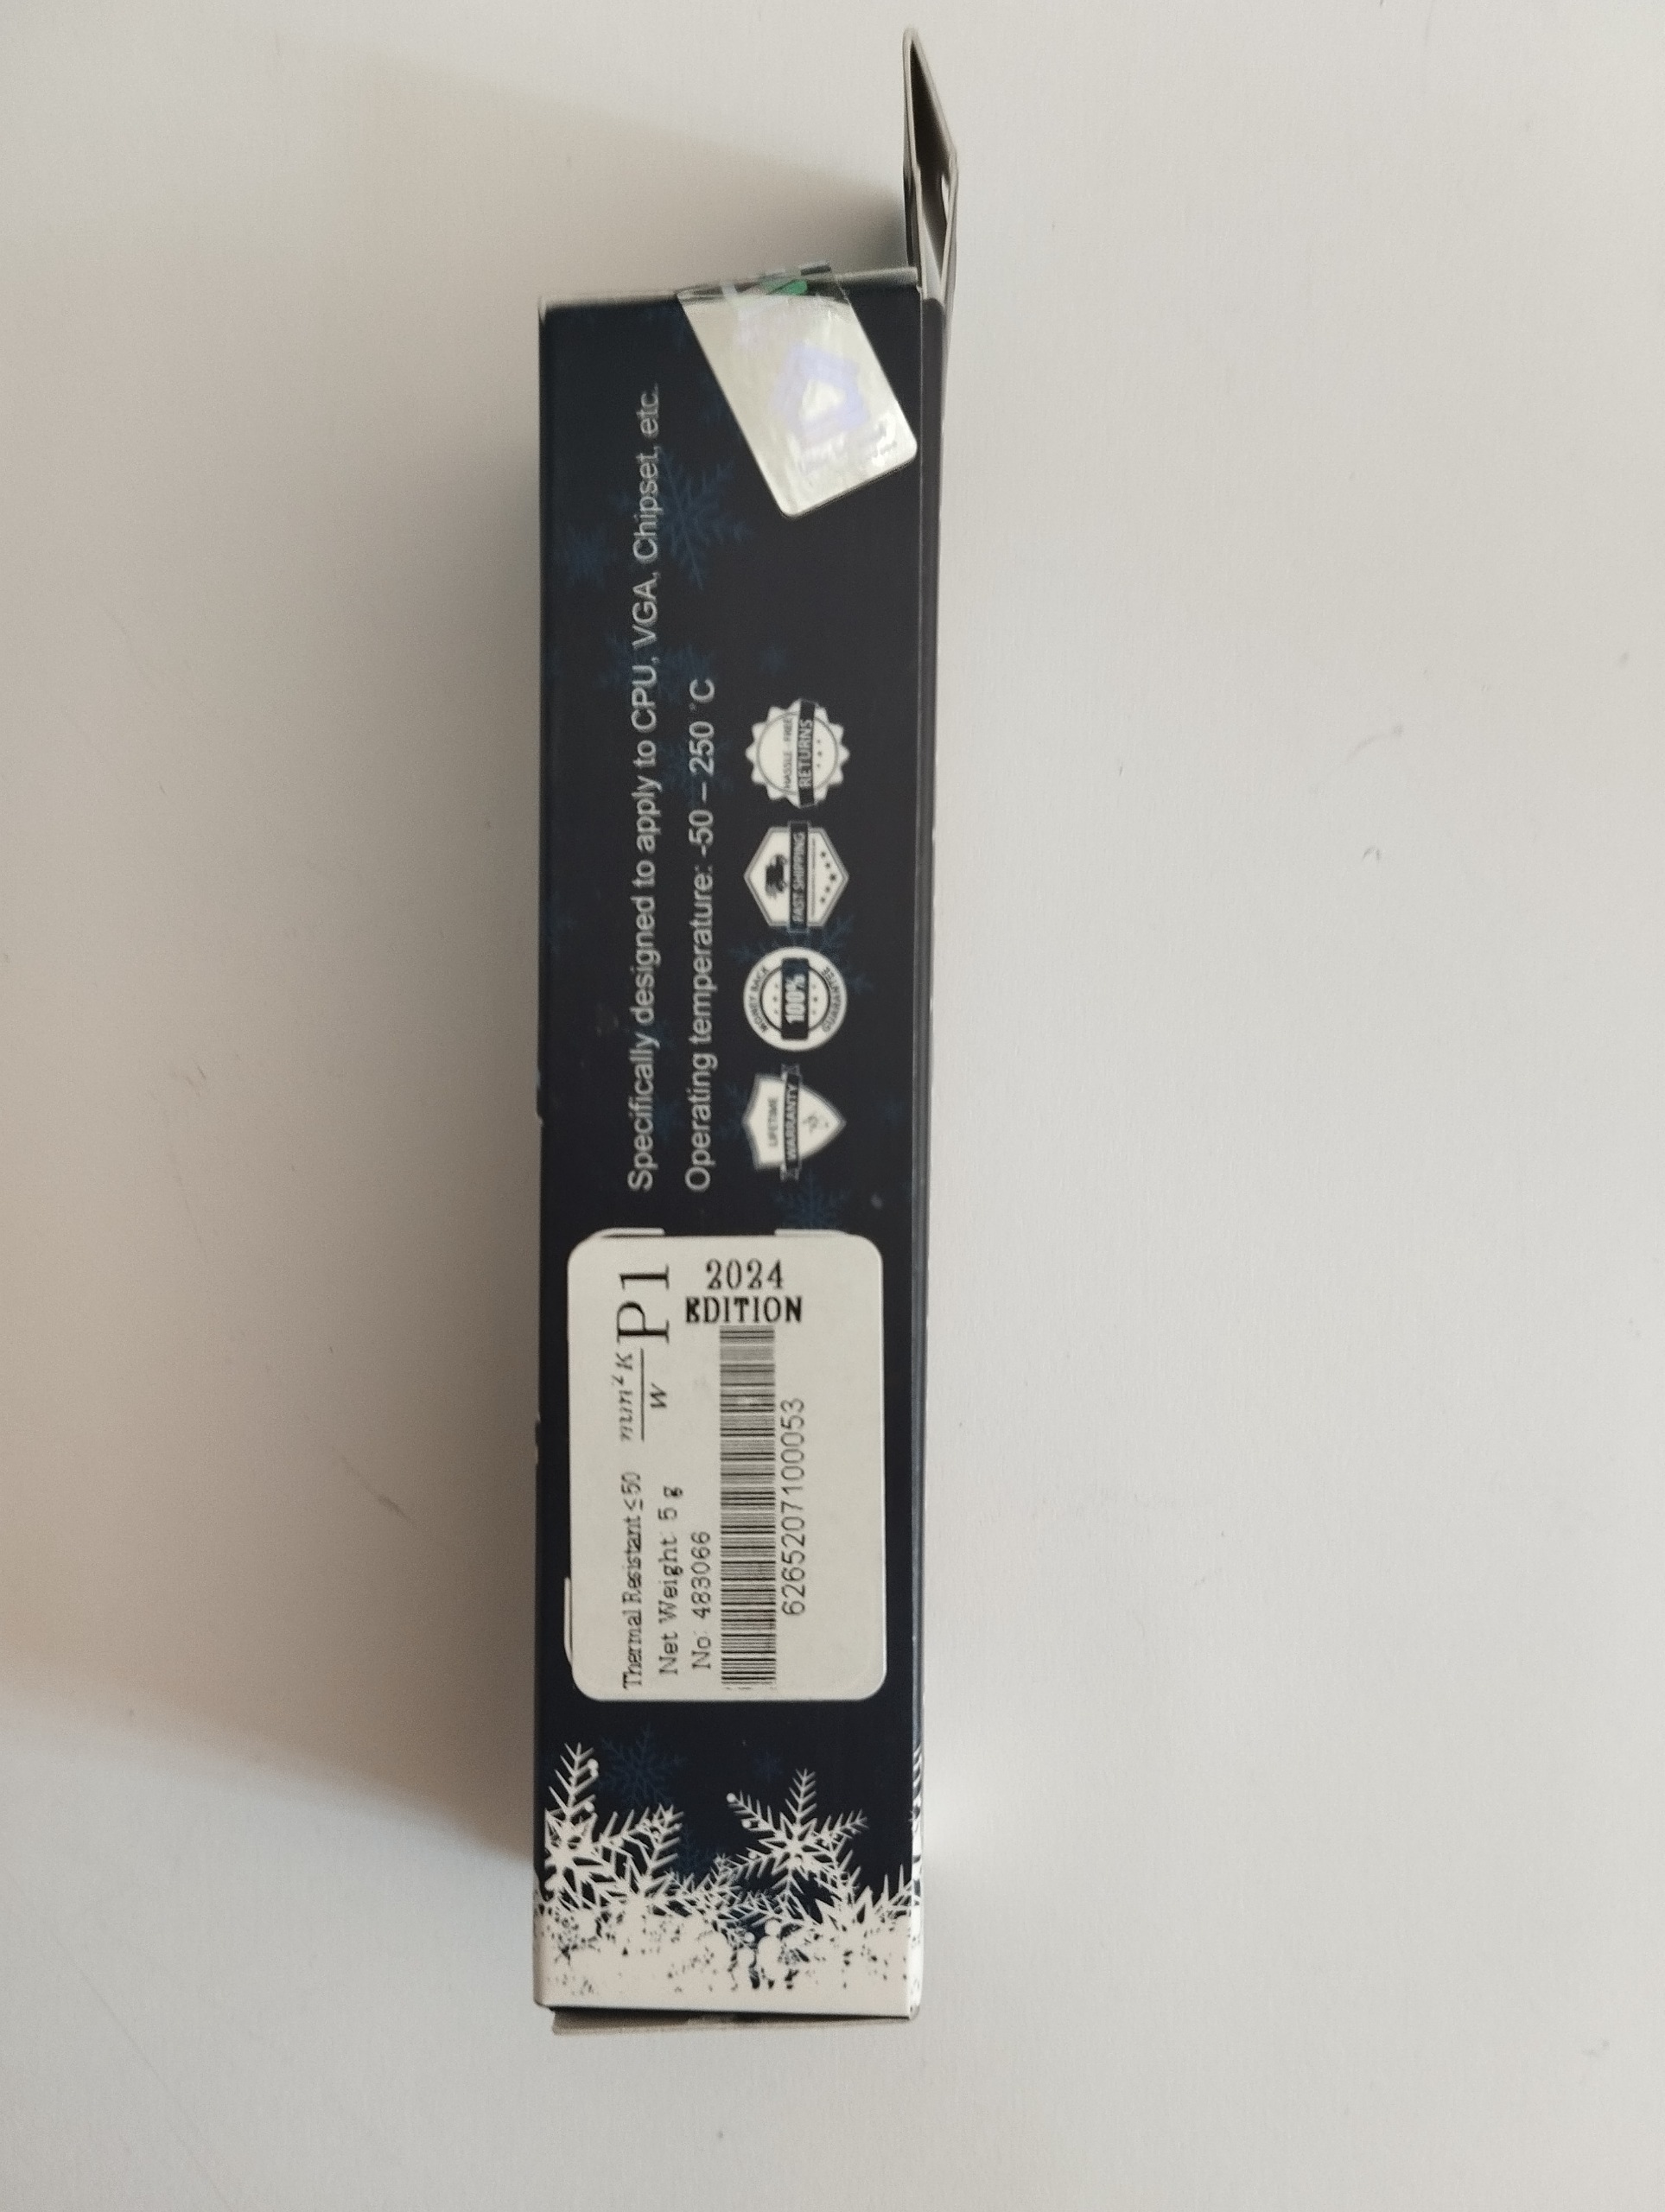 Specifically designed to apply to CPU, VGA, Chipset, etc.
Operating temperature: -50 – 250 °C
LIFETIME
WARRANTY
MONEY BACK
100%
GUARANTEE
FAST SHIPPING
HASSLE - FREE
RETURNS
Thermal Resistant ≤50 mm²K/W
P1
Net Weight: 5 g
No: 483066
2024
EDITION
6265207100053